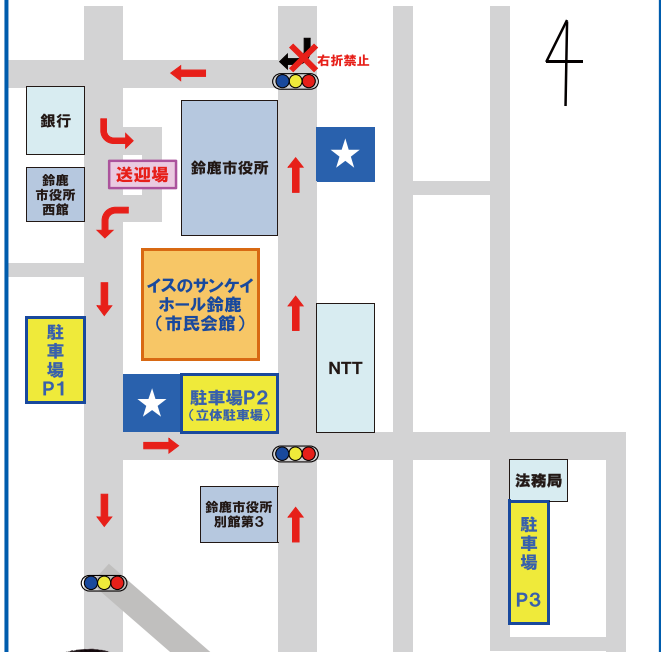 右折禁止
銀行
鈴鹿
市役所
西館
送迎場
鈴鹿市役所
イスのサンケイ
ホール鈴鹿
（市民会館）
駐車場
P1
駐車場P2
（立体駐車場）
NTT
鈴鹿市役所
別館第3
法務局
駐車場
P3